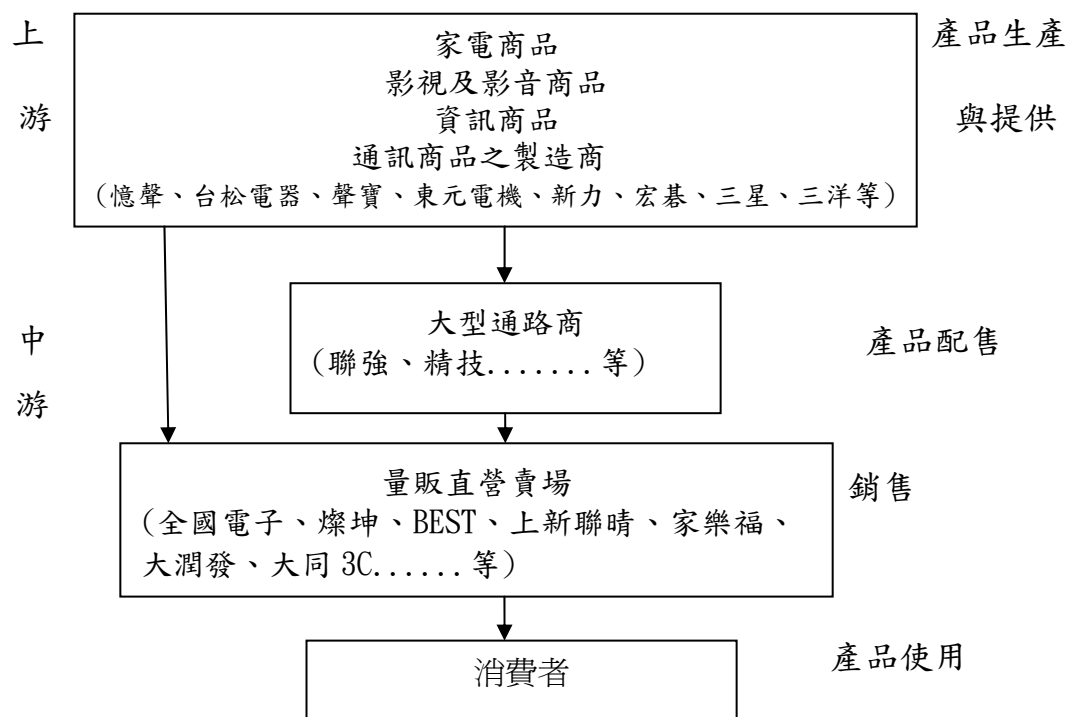 上游
家電商品
影視及影音商品
資訊商品
通訊商品之製造商
(憶聲、台松電器、聲寶、東元電機、新力、宏碁、三星、三洋等)
產品生產
與提供
中游
大型通路商
(聯強、精技.......等)
產品配售
量販直營賣場
(全國電子、燦坤、BEST、上新聯晴、家樂福、
大潤發、大同 3C......等)
銷售
消費者
產品使用